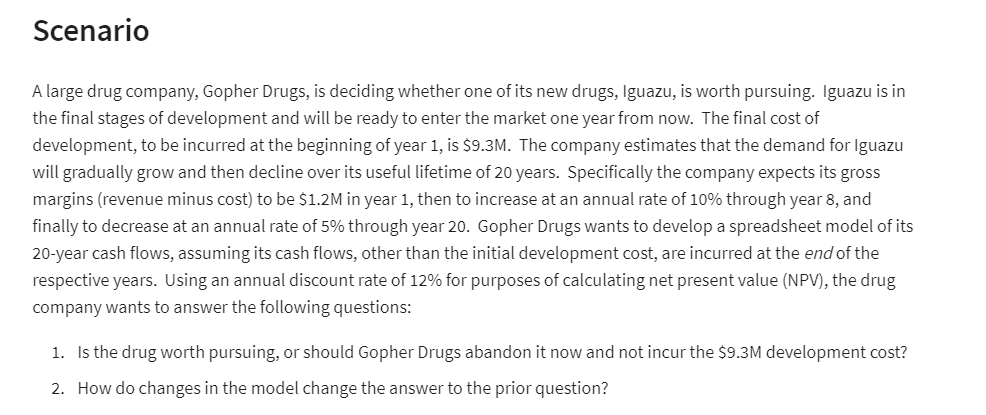 Scenario
A large drug company, Gopher Drugs, is deciding whether one of its new drugs, Iguazu, is worth pursuing.  Iguazu is in
the final stages of development and will be ready to enter the market one year from now.  The final cost of
development, to be incurred at the beginning of year 1, is $9.3M.  The company estimates that the demand for Iguazu
will gradually grow and then decline over its useful lifetime of 20 years.  Specifically the company expects its gross
margins (revenue minus cost) to be $1.2M in year 1, then to increase at an annual rate of 10% through year 8, and
finally to decrease at an annual rate of 5% through year 20.  Gopher Drugs wants to develop a spreadsheet model of its
20-year cash flows, assuming its cash flows, other than the initial development cost, are incurred at the end of the
respective years.  Using an annual discount rate of 12% for purposes of calculating net present value (NPV), the drug
company wants to answer the following questions:
1. Is the drug worth pursuing, or should Gopher Drugs abandon it now and not incur the $9.3M development cost?
2. How do changes in the model change the answer to the prior question?